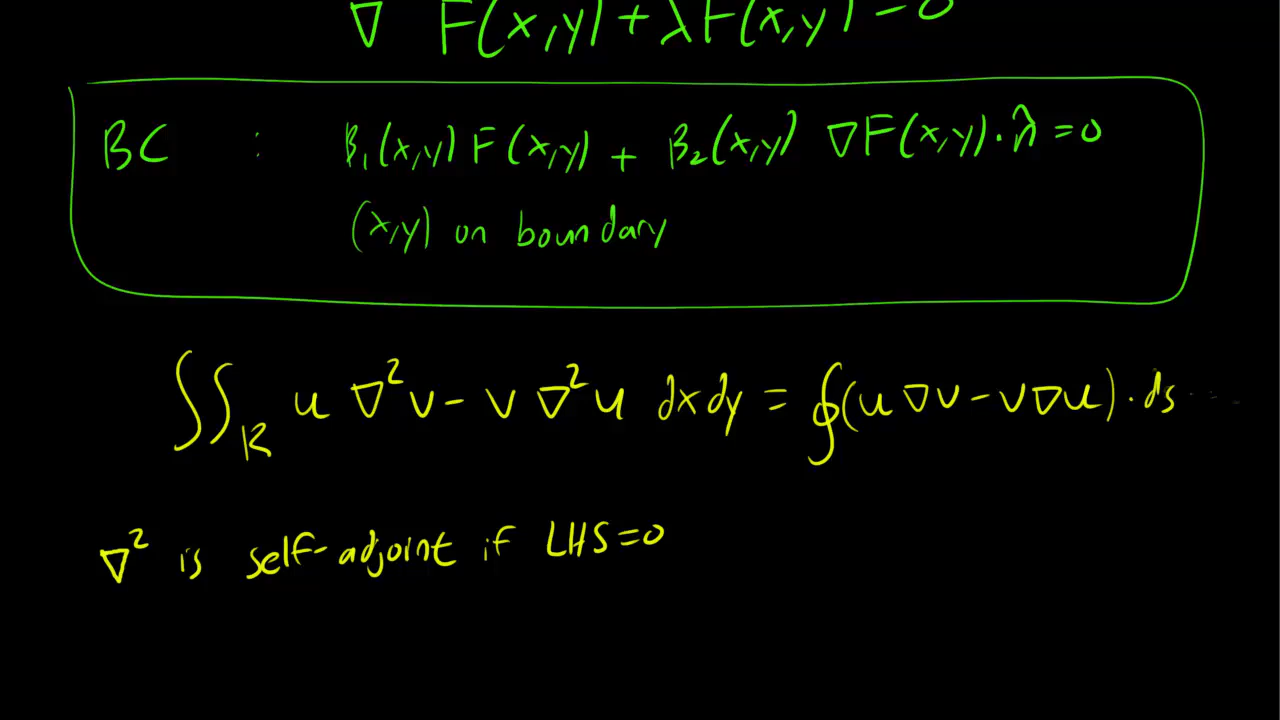 ∇ F(x,y) + λF(x,y) = 0
BC : β₁(x,y) F(x,y) + β₂(x,y) ∇F(x,y)·n̂ = 0
(x,y) on boundary
∬_R u ∇²v − v ∇²u dxdy = ∮(u∇v − v∇u)·ds
∇² is self-adjoint if LHS=0